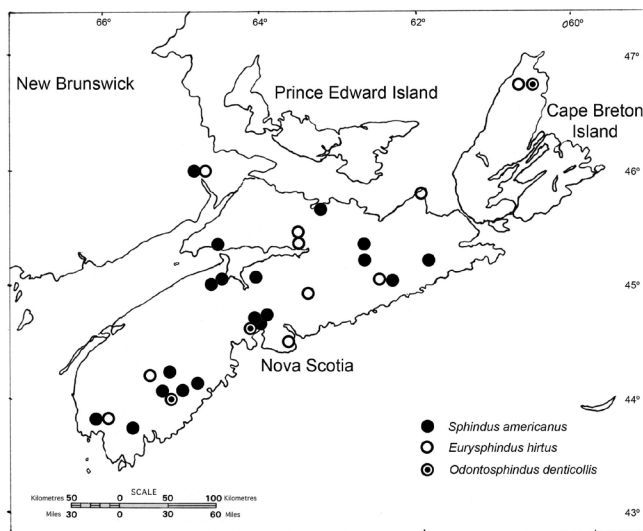 66° 64° 62° 60°
47°
New Brunswick
Prince Edward Island
Cape Breton
Island
46°
45°
Nova Scotia
44°
Sphindus americanus
Eurysphindus hirtus
Odontosphindus denticollis
SCALE
Kilometres 50 0 50 100 Kilometres
Miles 30 0 30 60 Miles
43°